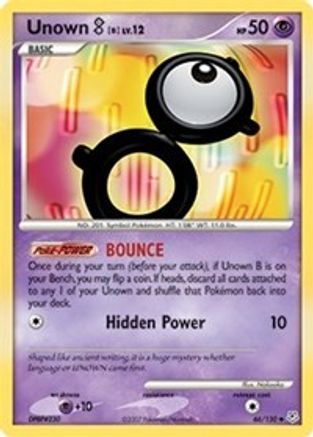 Unown [B] LV.12 HP 50
BASIC
NO. 201 Symbol Pokémon HT: 1'08" WT: 11.0 lbs.
Poké-POWER BOUNCE
Once during your turn (before your attack), if Unown B is on
your Bench, you may flip a coin. If heads, discard all cards attached
to any 1 of your Unown and shuffle that Pokémon back into
your deck.
Hidden Power 10
Shaped like ancient writing, it is a huge mystery whether
language or UNOWN came first.
Illus.
weakness resistance retreat cost
+10
DPBP#230 ©2007 Pokémon/Nintendo 66/130